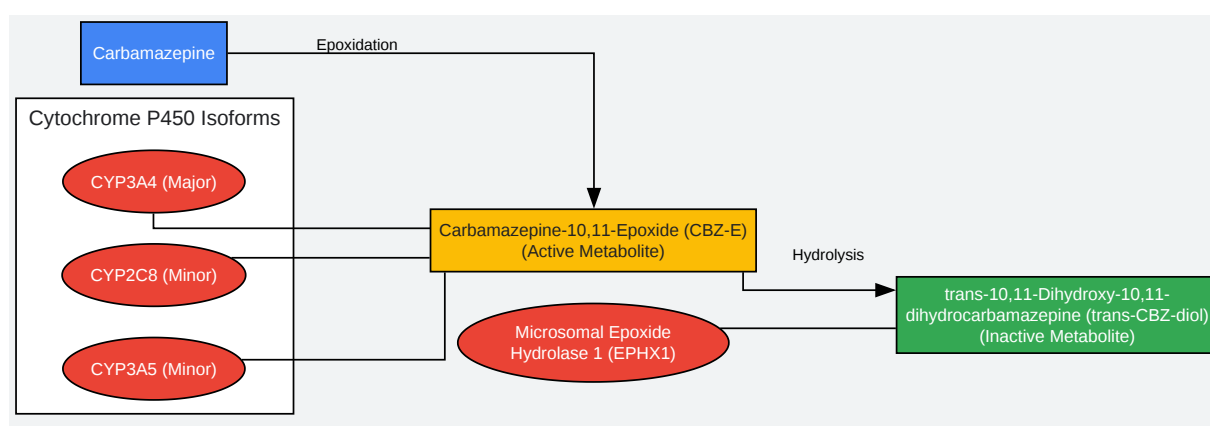 Carbamazepine
Epoxidation
Cytochrome P450 Isoforms
CYP3A4 (Major)
CYP2C8 (Minor)
CYP3A5 (Minor)
Carbamazepine-10,11-Epoxide (CBZ-E)
(Active Metabolite)
Hydrolysis
Microsomal Epoxide
Hydrolase 1 (EPHX1)
trans-10,11-Dihydroxy-10,11-
dihydrocarbamazepine (trans-CBZ-diol)
(Inactive Metabolite)